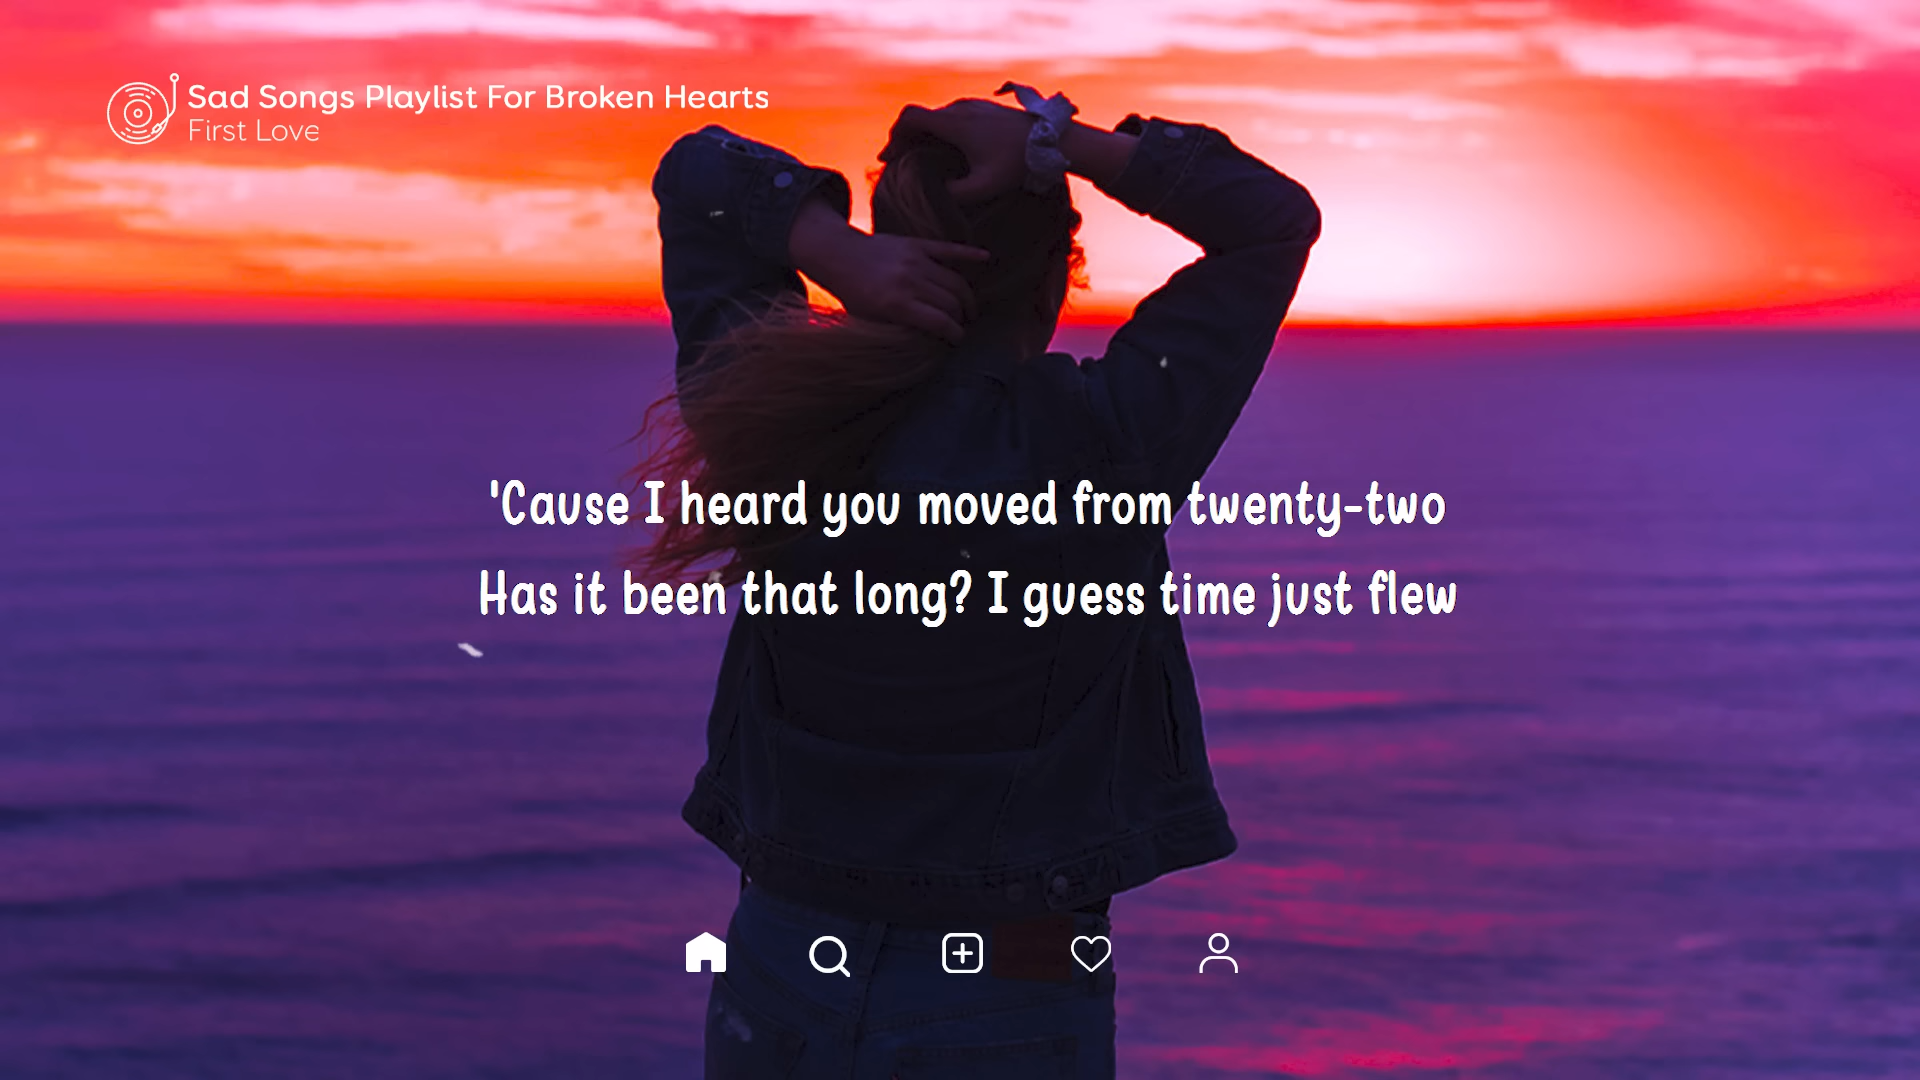 Sad Songs Playlist For Broken Hearts
First Love
'Cause I heard you moved from twenty-two
Has it been that long? I guess time just flew